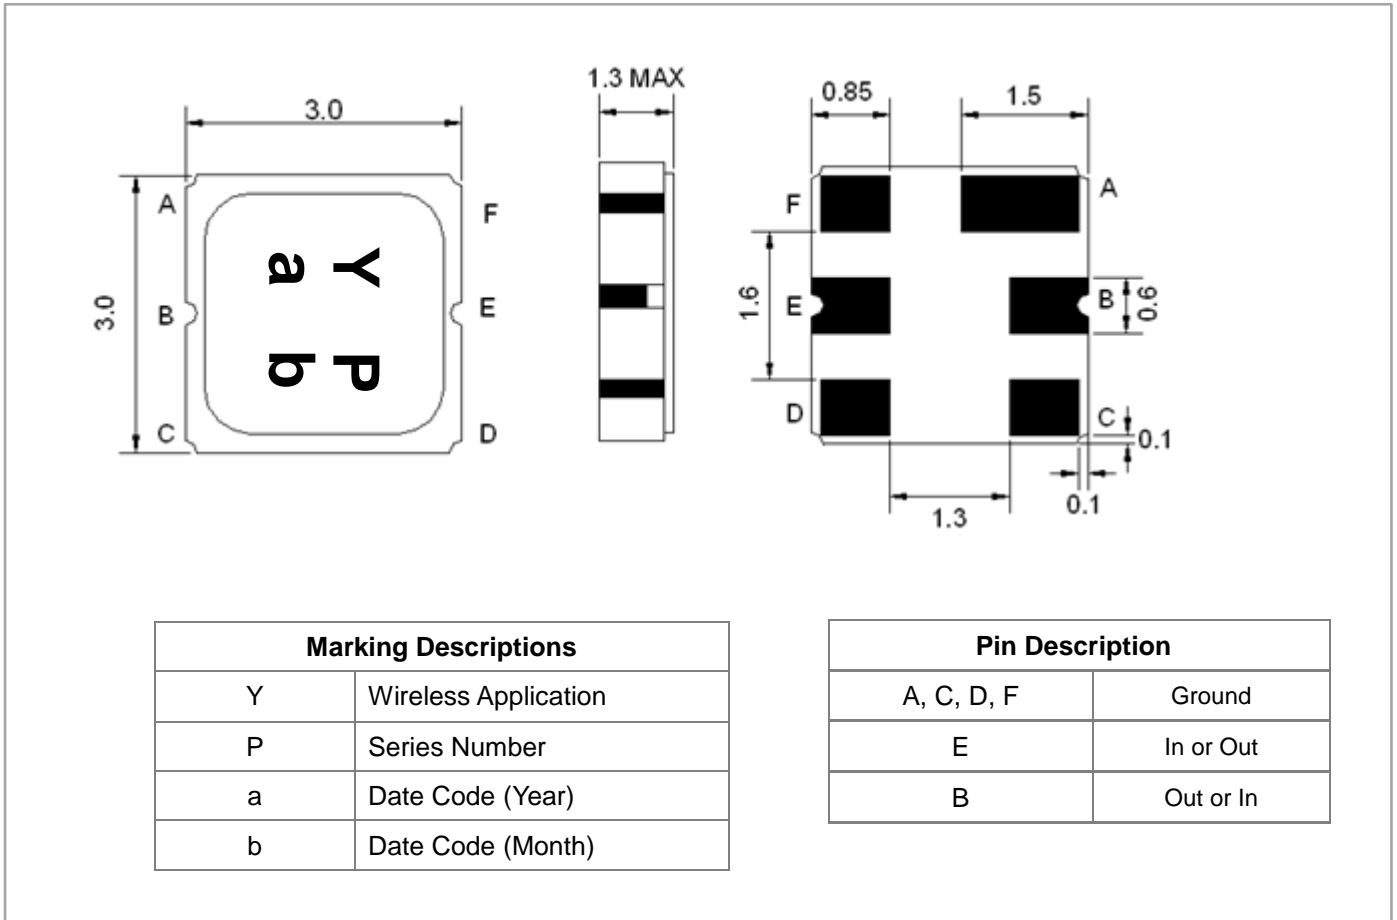 1.3 MAX
3.0
0.85
1.5
A
F
Y
a
3.0
B
E
P
b
C
D
F
A
1.6
E
B
0.6
D
C
0.1
0.1
1.3
Marking Descriptions
Y Wireless Application
P Series Number
a Date Code (Year)
b Date Code (Month)
Pin Description
A, C, D, F Ground
E In or Out
B Out or In